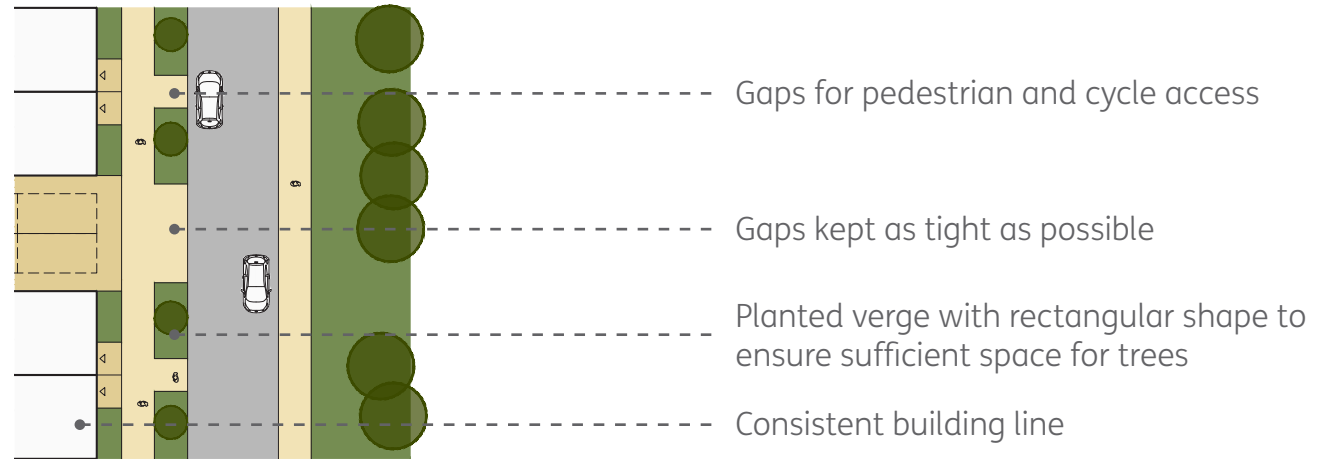 Gaps for pedestrian and cycle access
Gaps kept as tight as possible
Planted verge with rectangular shape to
ensure sufficient space for trees
Consistent building line